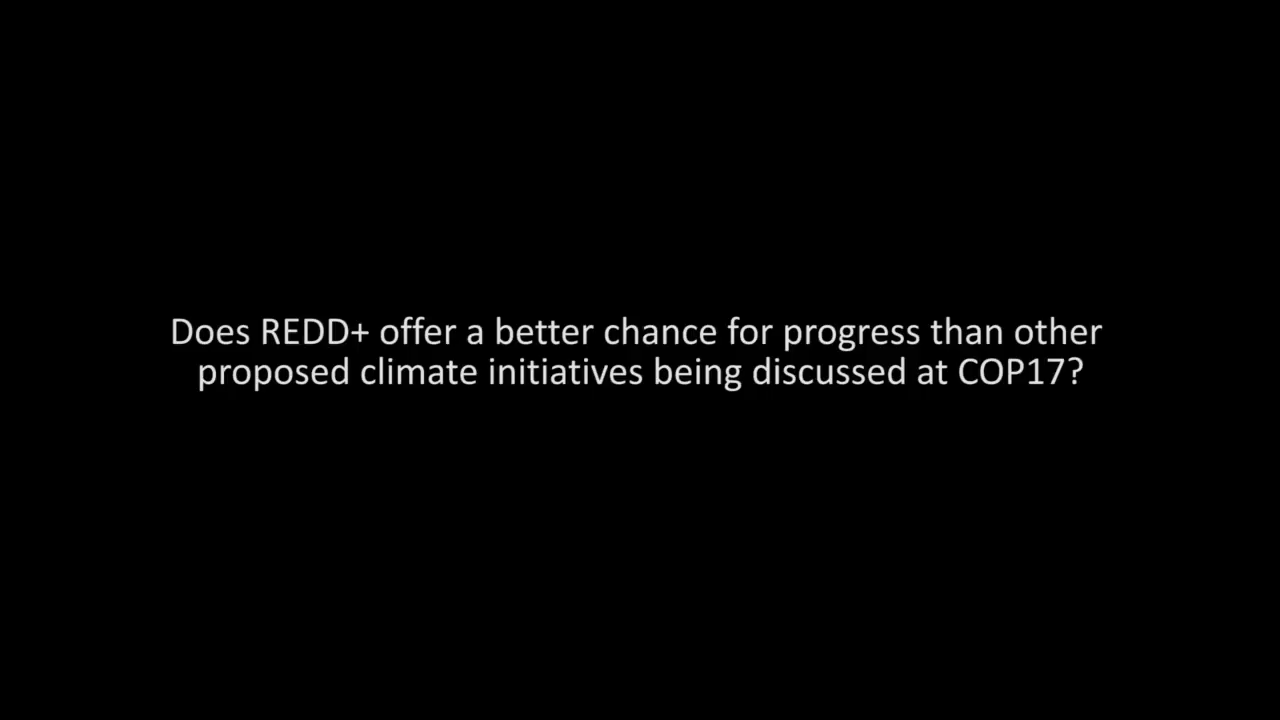 Does REDD+ offer a better chance for progress than other
proposed climate initiatives being discussed at COP17?